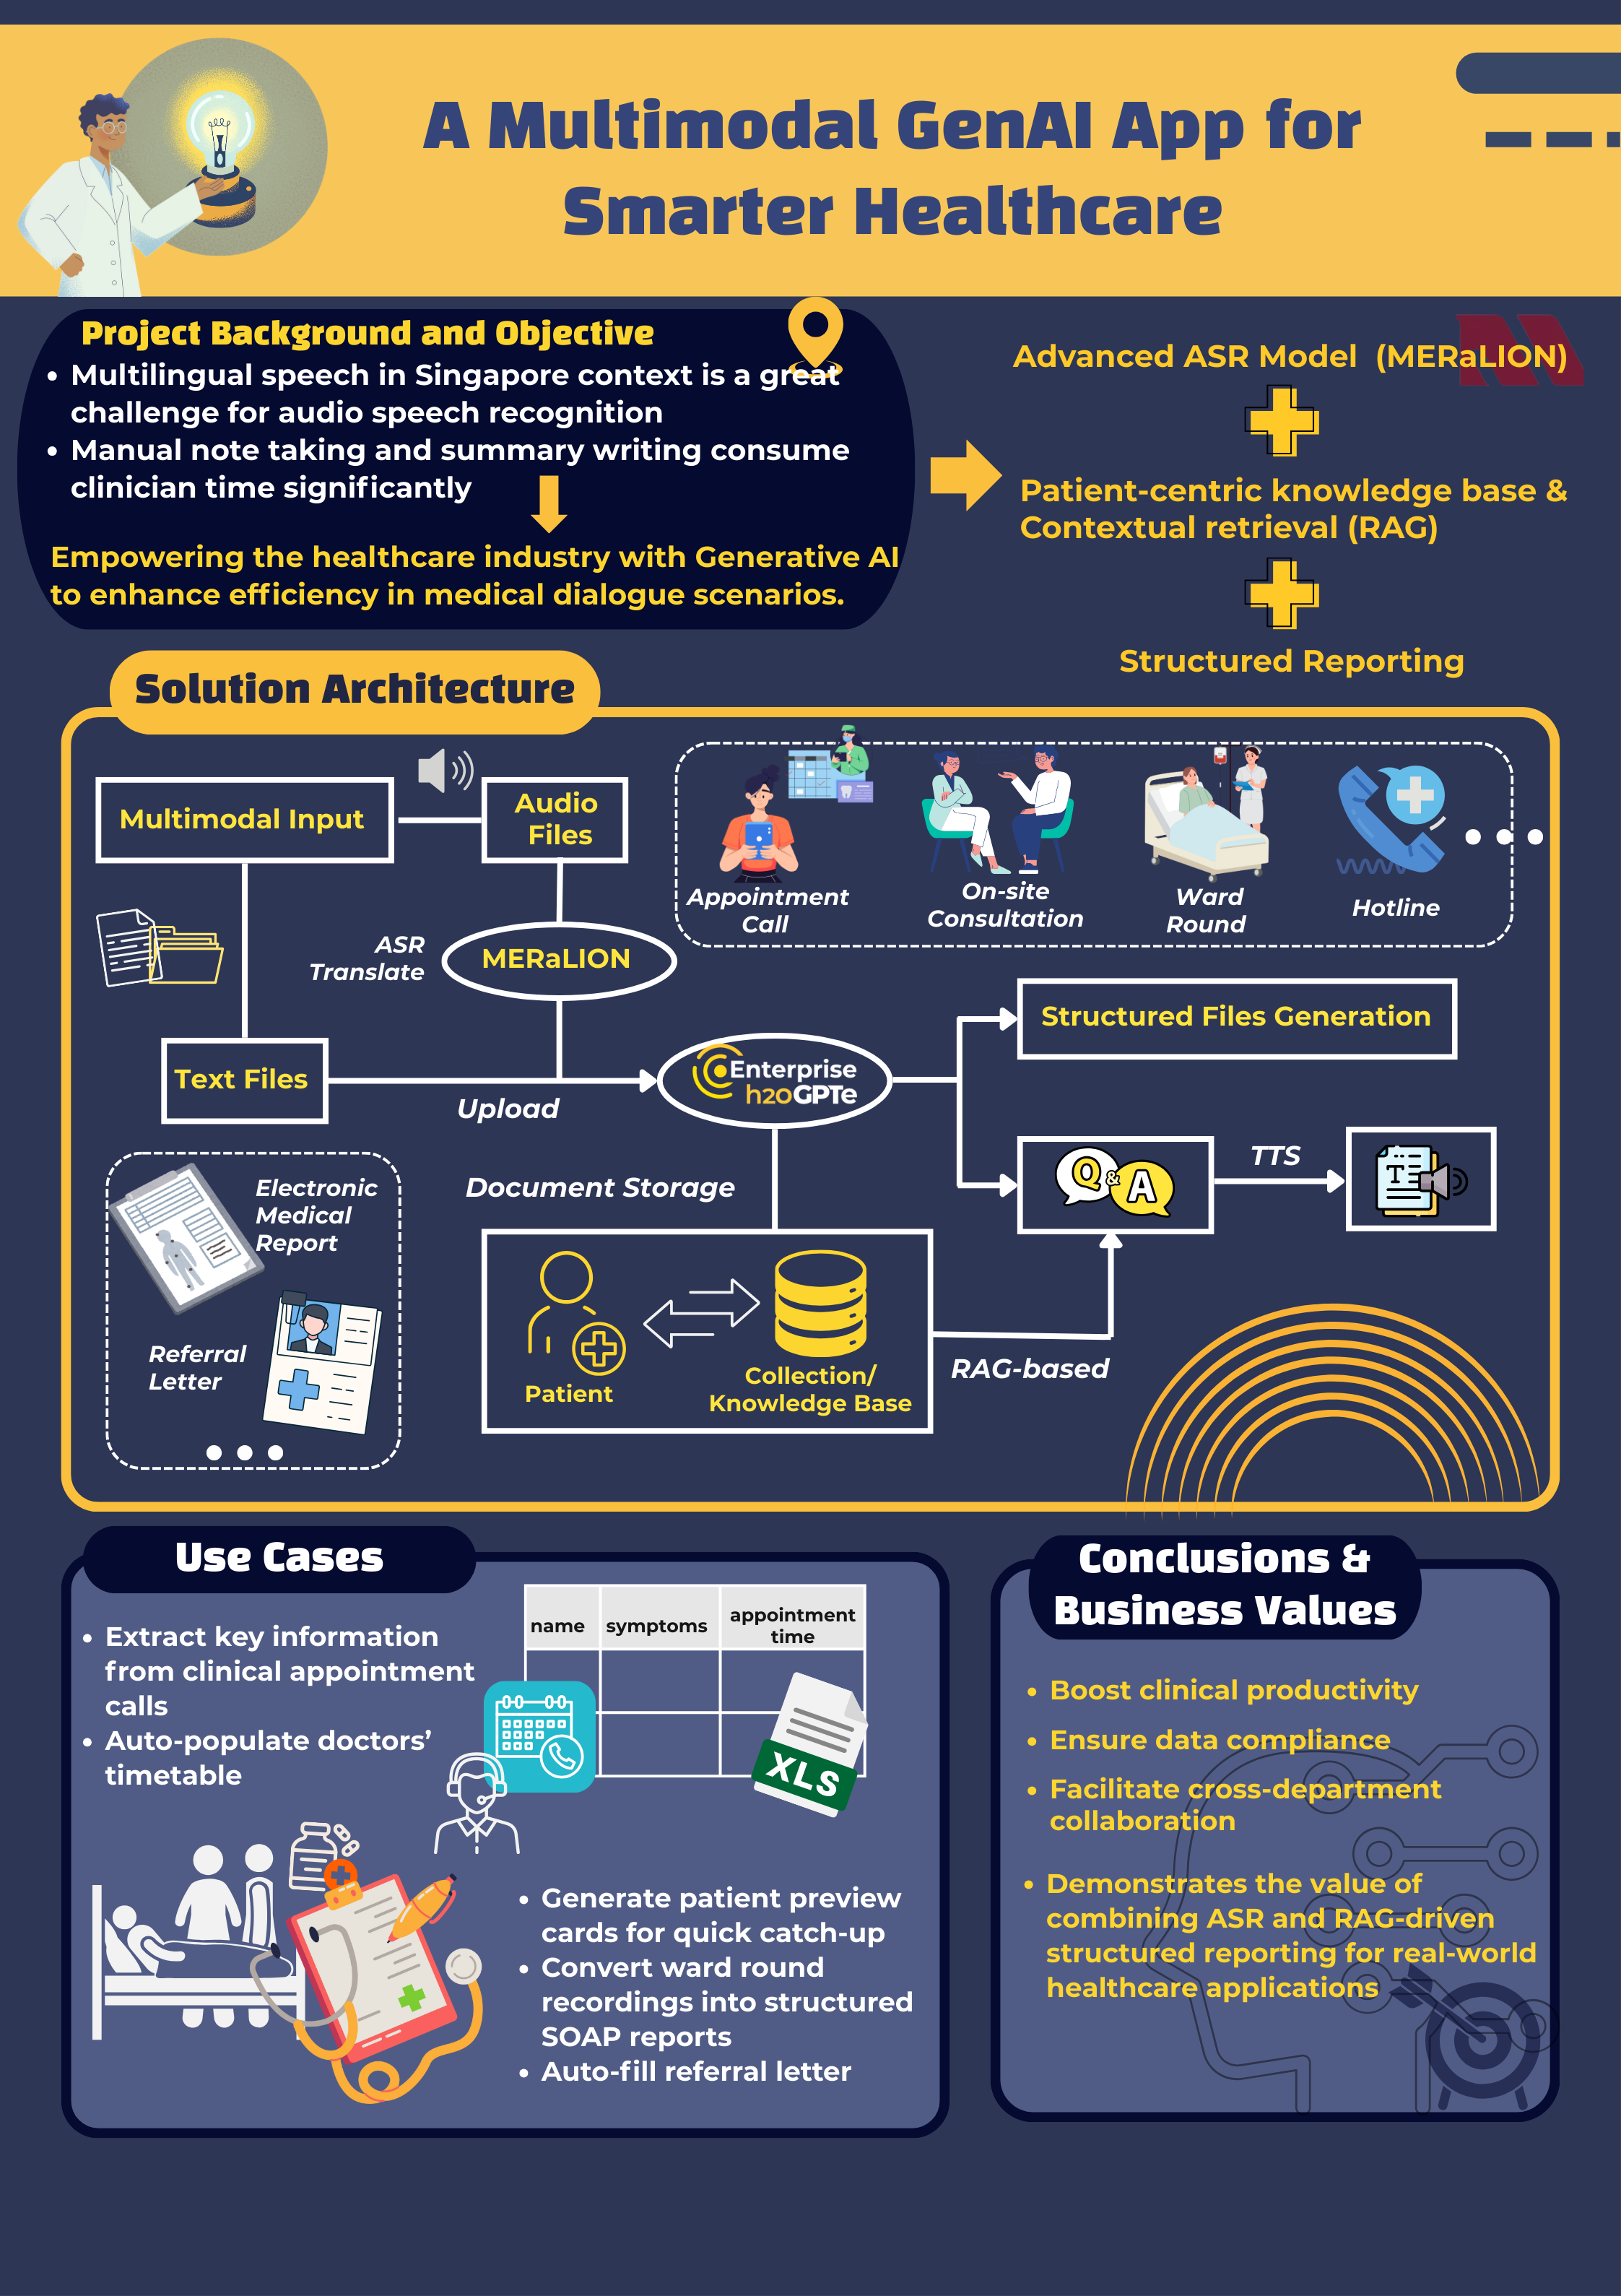 A Multimodal GenAI App for
Smarter Healthcare
Project Background and Objective
• Multilingual speech in Singapore context is a great
challenge for audio speech recognition
• Manual note taking and summary writing consume
clinician time significantly
Empowering the healthcare industry with Generative AI
to enhance efficiency in medical dialogue scenarios.
Advanced ASR Model (MERaLION)
Patient-centric knowledge base &
Contextual retrieval (RAG)
Structured Reporting
Solution Architecture
Multimodal Input
Audio
Files
Appointment
Call
On-site
Consultation
Ward
Round
Hotline
ASR
Translate
MERaLION
Structured Files Generation
Text Files
Upload
Enterprise
h2oGPTe
Q & A
TTS
T
Electronic
Medical
Report
Referral
Letter
Document Storage
Patient
Collection/
Knowledge Base
RAG-based
Use Cases
• Extract key information
from clinical appointment
calls
• Auto-populate doctors’
timetable
name symptoms appointment
time
XLS
• Generate patient preview
cards for quick catch-up
• Convert ward round
recordings into structured
SOAP reports
• Auto-fill referral letter
Conclusions &
Business Values
• Boost clinical productivity
• Ensure data compliance
• Facilitate cross-department
collaboration
• Demonstrates the value of
combining ASR and RAG-driven
structured reporting for real-world
healthcare applications